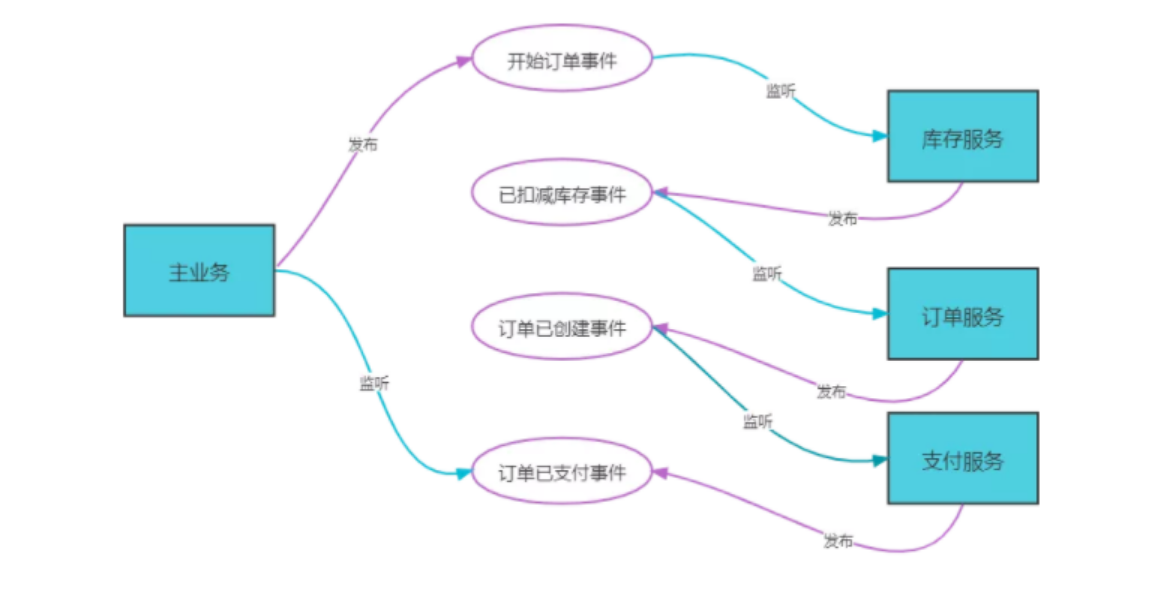 开始订单事件
监听
库存服务
发布
已扣减库存事件
发布
主业务
监听
订单服务
订单已创建事件
监听
发布
监听
支付服务
订单已支付事件
发布